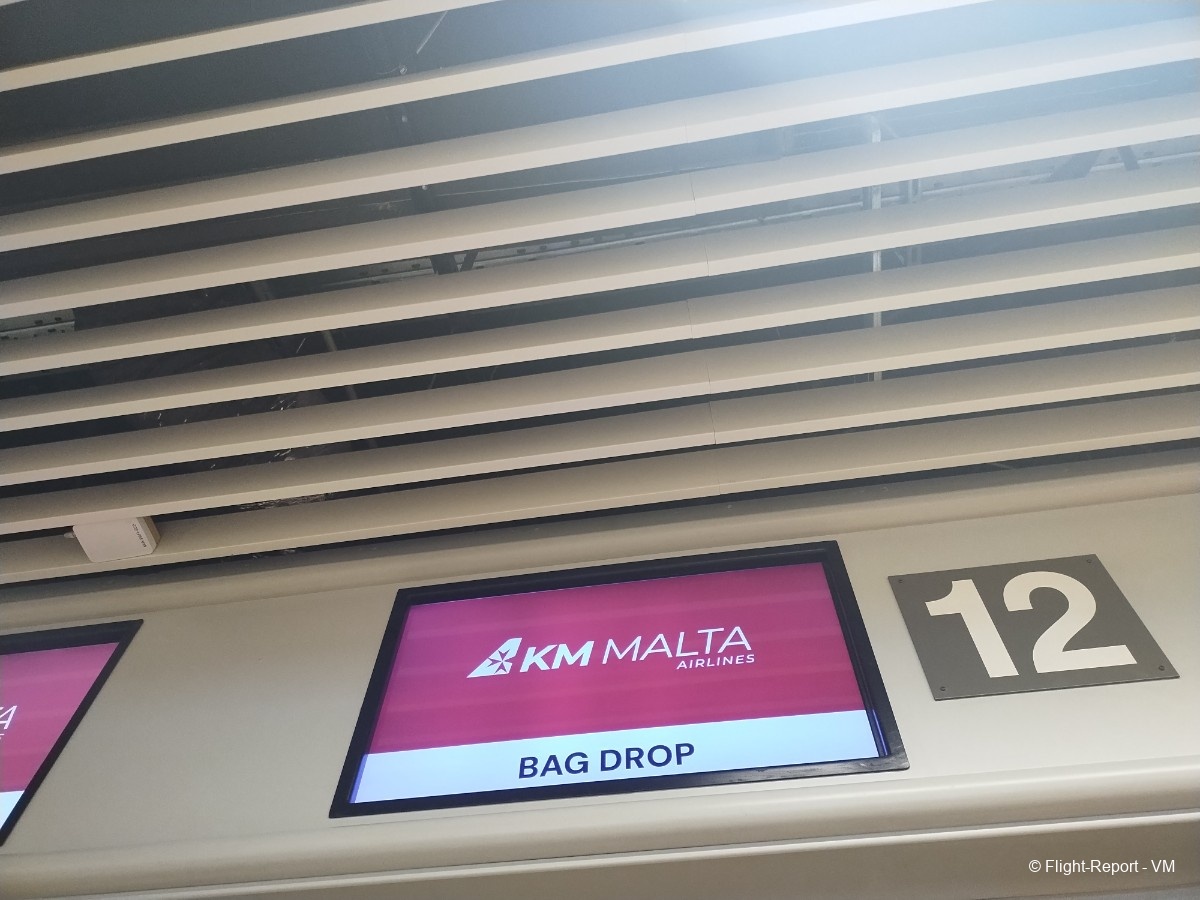 KM MALTA
AIRLINES
BAG DROP
12
© Flight-Report - VM